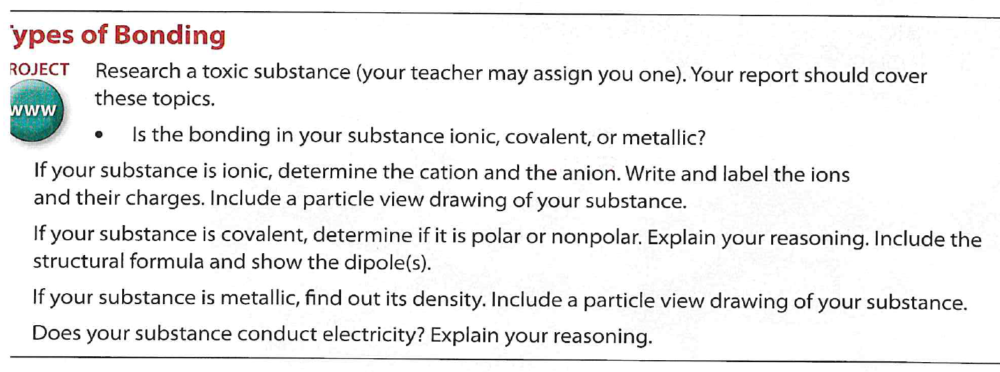 ypes of Bonding
ROJECT
Research a toxic substance (your teacher may assign you one). Your report should cover
these topics.
www
• Is the bonding in your substance ionic, covalent, or metallic?
If your substance is ionic, determine the cation and the anion. Write and label the ions
and their charges. Include a particle view drawing of your substance.
If your substance is covalent, determine if it is polar or nonpolar. Explain your reasoning. Include the
structural formula and show the dipole(s).
If your substance is metallic, find out its density. Include a particle view drawing of your substance.
Does your substance conduct electricity? Explain your reasoning.